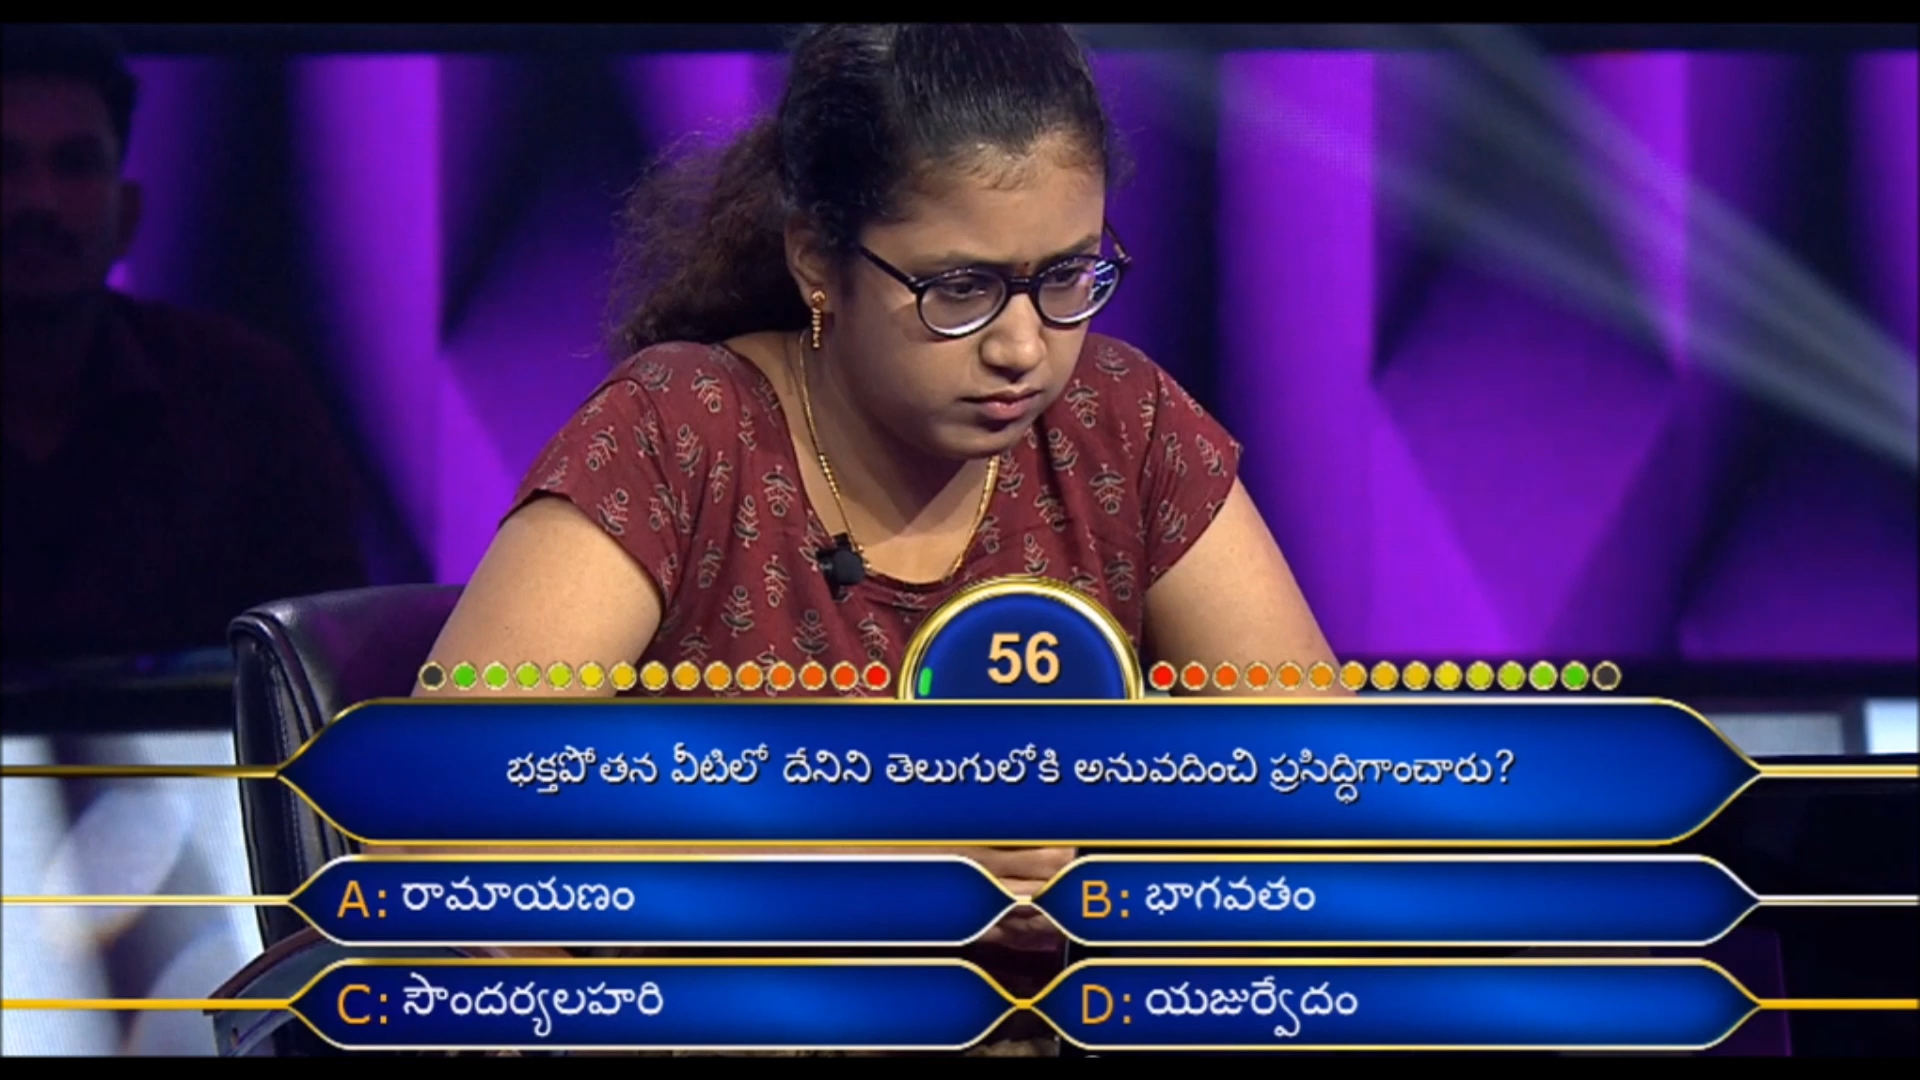 56
భక్తపోతన వీటిలో దేనిని తెలుగులోకి అనువదించి ప్రసిద్ధిగాంచారు?
A: రామాయణం
B: భాగవతం
C: సౌందర్యలహరి
D: యజుర్వేదం